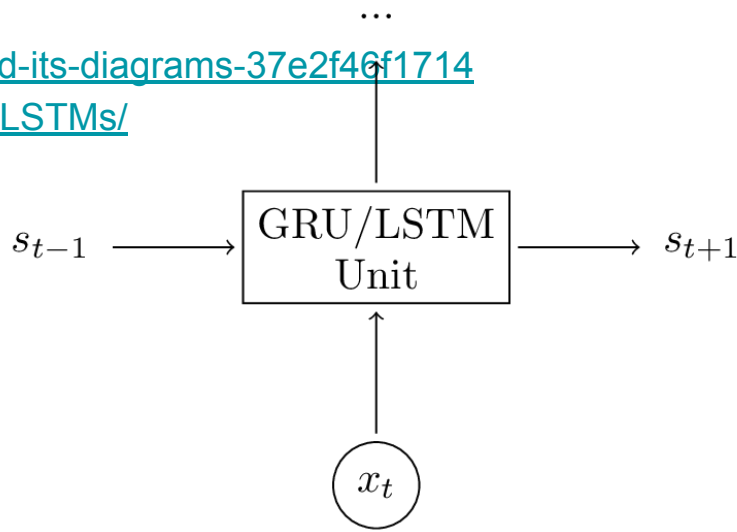 ...
d-its-diagrams-37e2f46f1714
LSTMs/
s_{t-1} GRU/LSTM Unit s_{t+1}
x_t